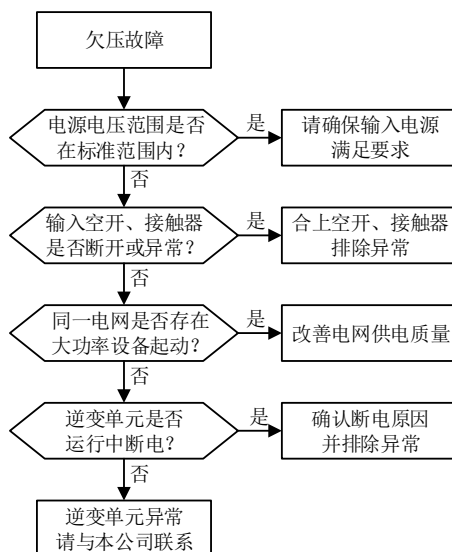 欠压故障
电源电压范围是否
在标准范围内?
是
请确保输入电源
满足要求
否
输入空开、接触器
是否断开或异常?
是
合上空开、接触器
排除异常
否
同一电网是否存在
大功率设备起动?
是
改善电网供电质量
否
逆变单元是否
运行中断电?
是
确认断电原因
并排除异常
否
逆变单元异常
请与本公司联系